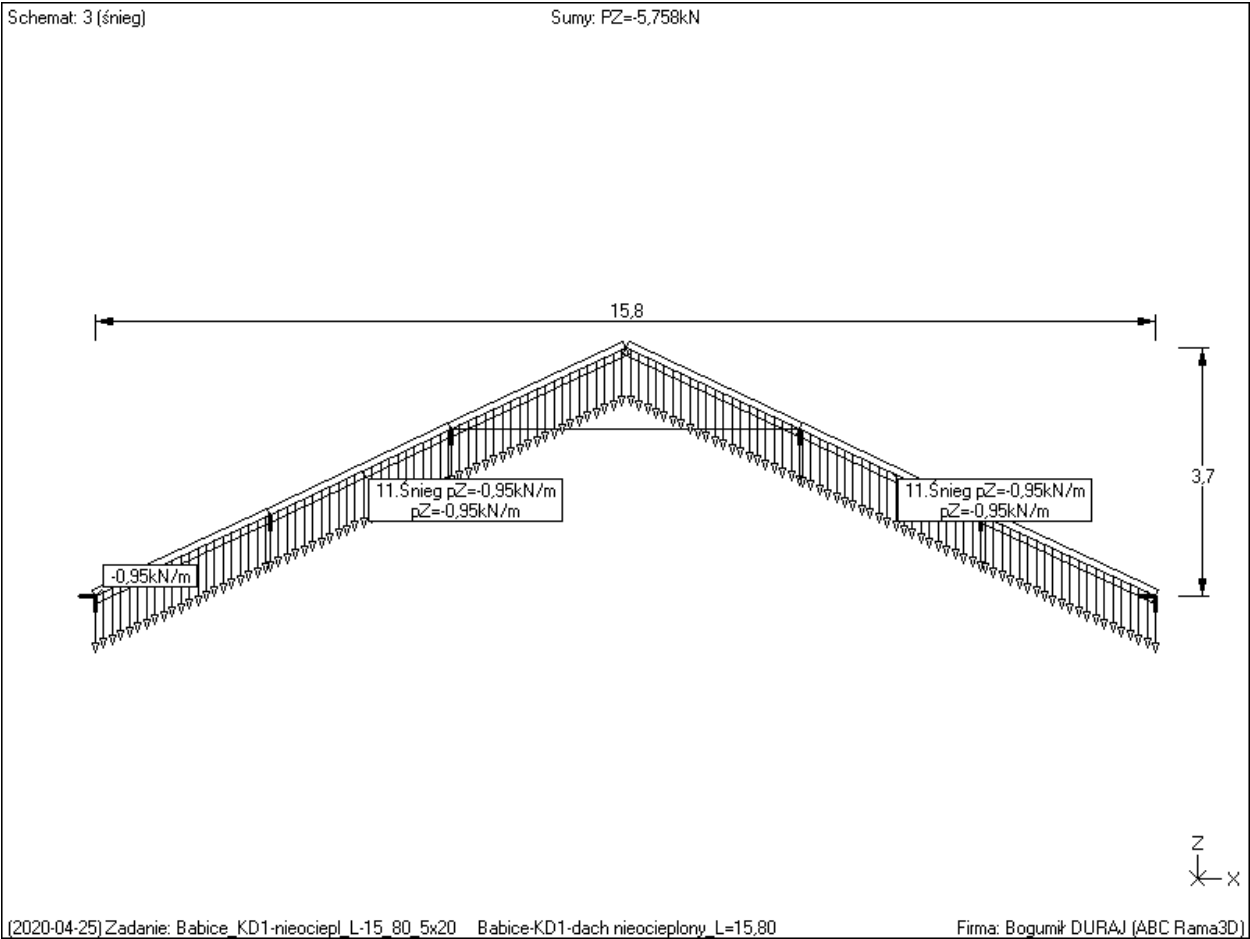 Schemat: 3 (śnieg)
Sumy: PZ=-5,758kN
15,8
11.Śnieg pZ=-0,95kN/m
pZ=-0,95kN/m
11.Śnieg pZ=-0,95kN/m
pZ=-0,95kN/m
3,7
-0,95kN/m
Z
X
(2020-04-25) Zadanie: Babice_KD1-nieociepl_L-15_80_5x20 Babice-KD1-dach nieocieplony_L=15,80 Firma: Bogumił DURAJ (ABC Rama3D)